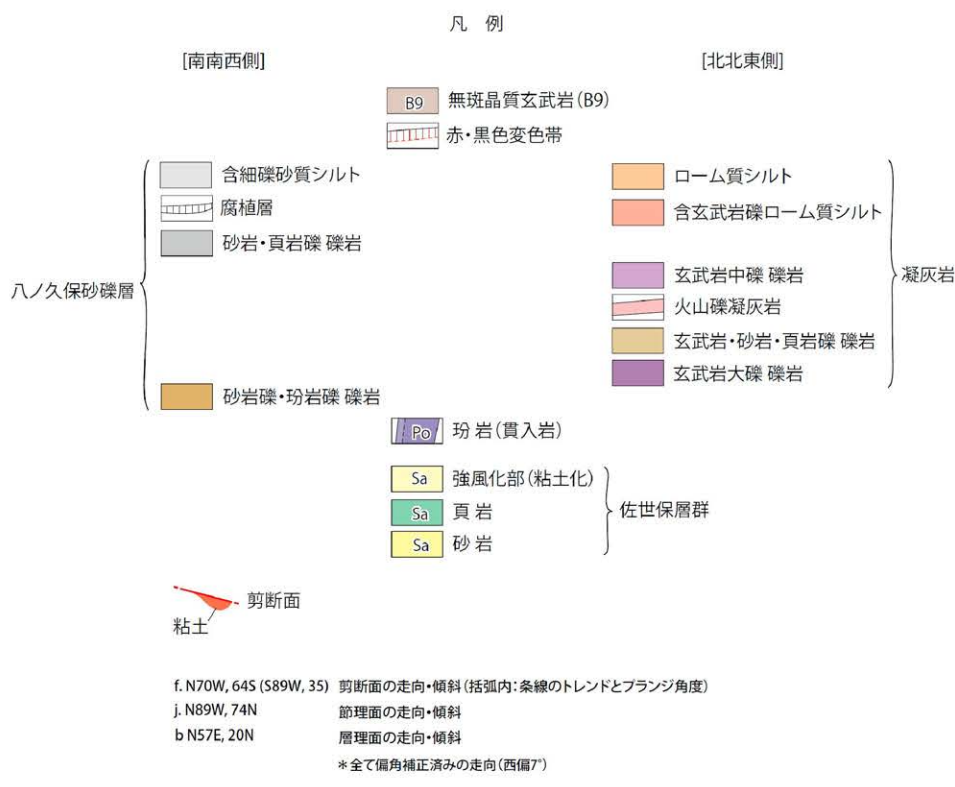 凡 例
[南南西側]
[北北東側]
B9 無斑晶質玄武岩(B9)
赤・黒色変色帯
八ノ久保砂礫層
含細礫砂質シルト
腐植層
砂岩・頁岩礫 礫岩
砂岩礫・玢岩礫 礫岩
ローム質シルト
含玄武岩礫ローム質シルト
玄武岩中礫 礫岩
火山礫凝灰岩
玄武岩・砂岩・頁岩礫 礫岩
玄武岩大礫 礫岩
凝灰岩
Po 玢 岩(貫入岩)
Sa 強風化部(粘土化)
Sa 頁 岩
Sa 砂 岩
佐世保層群
剪断面
粘土
f. N70W, 64S (S89W, 35) 剪断面の走向・傾斜(括弧内:条線のトレンドとプランジ角度)
j. N89W, 74N 節理面の走向・傾斜
b N57E, 20N 層理面の走向・傾斜
＊全て偏角補正済みの走向(西偏7°)